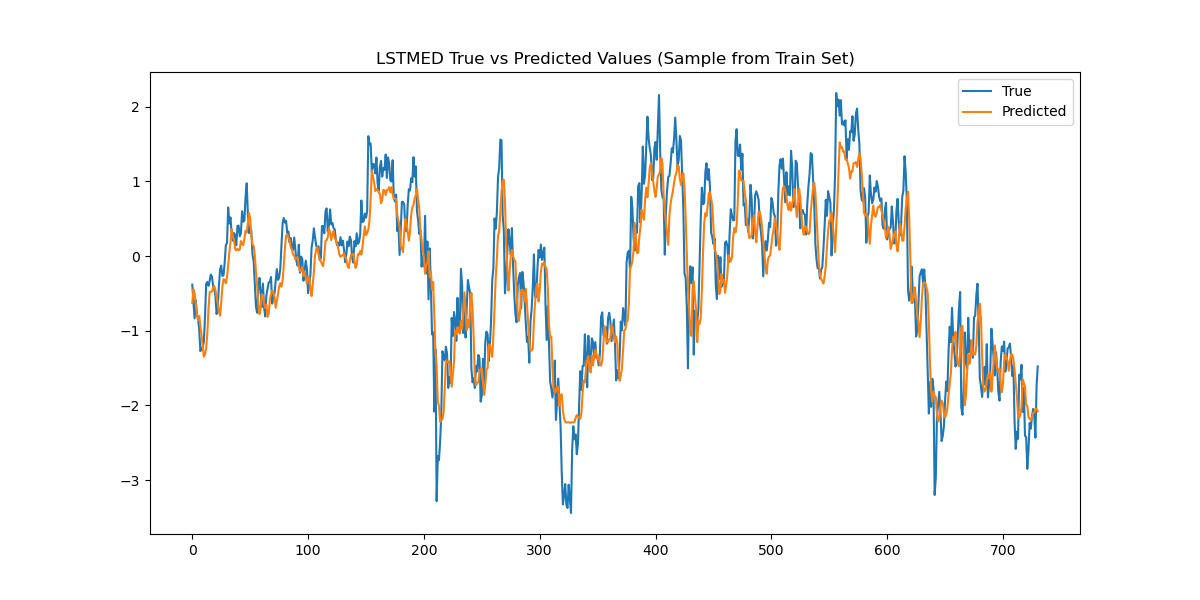 LSTMED True vs Predicted Values (Sample from Train Set)
True
Predicted
2
1
0
−1
−2
−3
0 100 200 300 400 500 600 700